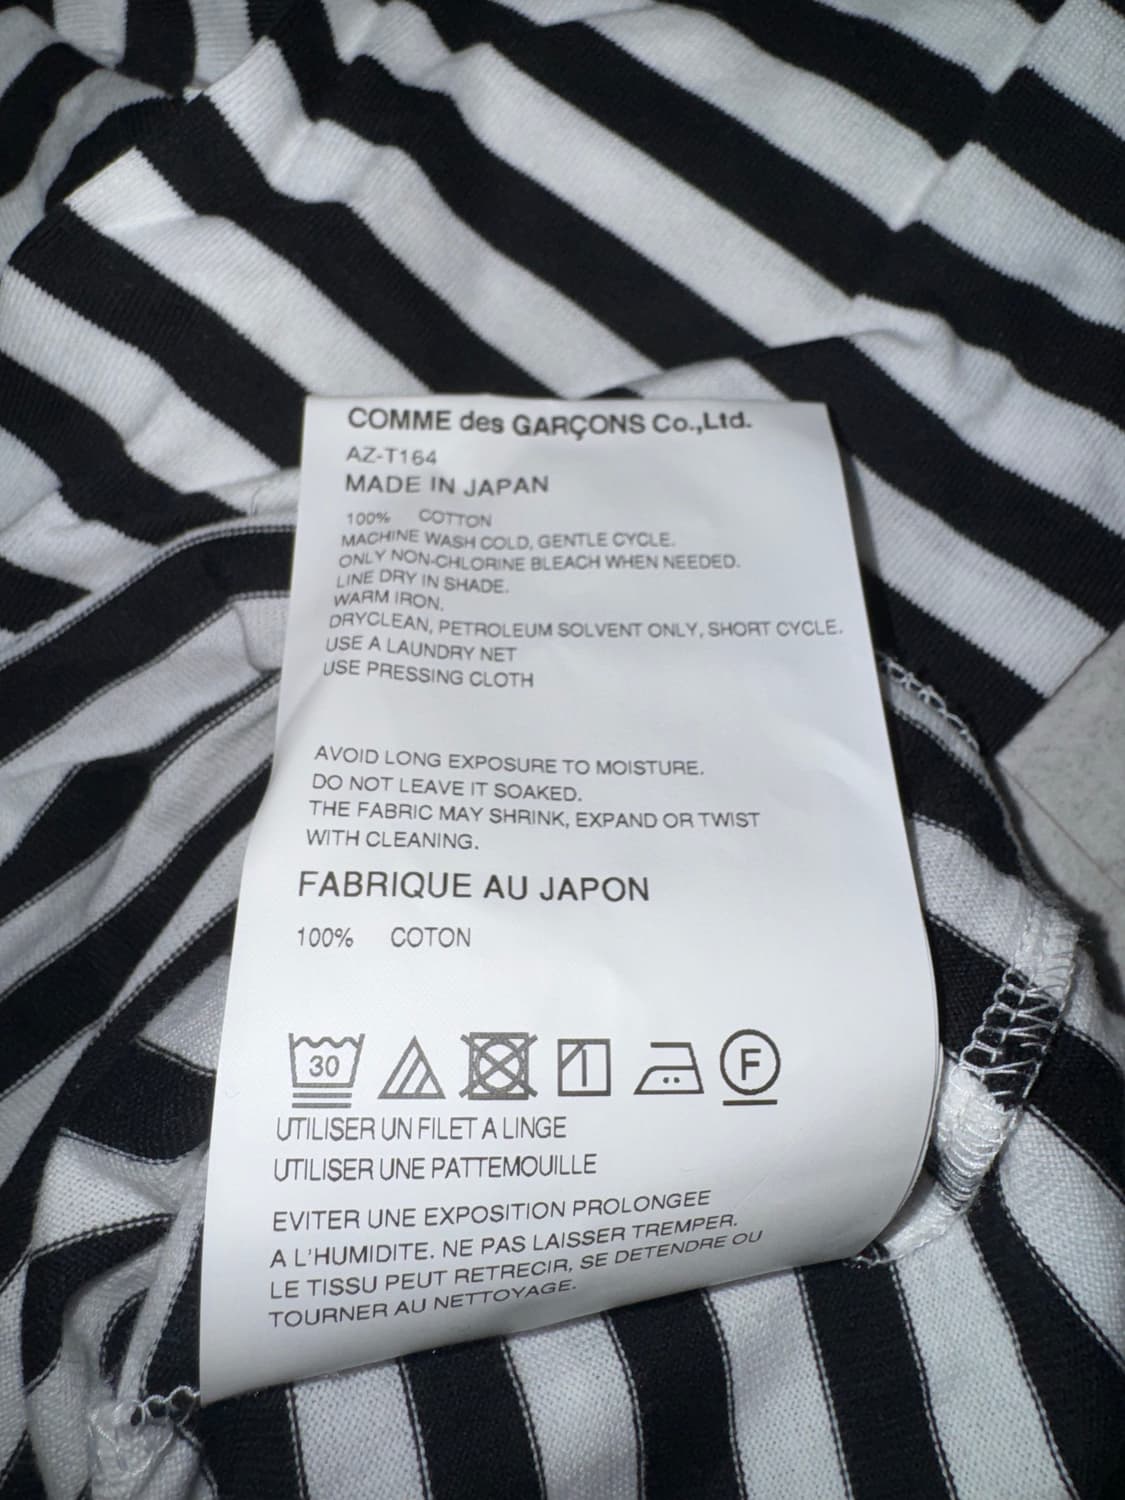 COMME des GARÇONS Co.,Ltd.
AZ-T164
MADE IN JAPAN
100% COTTON
MACHINE WASH COLD, GENTLE CYCLE.
ONLY NON-CHLORINE BLEACH WHEN NEEDED.
LINE DRY IN SHADE.
WARM IRON.
DRYCLEAN, PETROLEUM SOLVENT ONLY, SHORT CYCLE.
USE A LAUNDRY NET
USE PRESSING CLOTH
AVOID LONG EXPOSURE TO MOISTURE.
DO NOT LEAVE IT SOAKED.
THE FABRIC MAY SHRINK, EXPAND OR TWIST
WITH CLEANING.
FABRIQUE AU JAPON
100% COTON
30 F
UTILISER UN FILET A LINGE
UTILISER UNE PATTEMOUILLE
EVITER UNE EXPOSITION PROLONGEE
A L'HUMIDITE. NE PAS LAISSER TREMPER.
LE TISSU PEUT RETRECIR, SE DETENDRE OU
TOURNER AU NETTOYAGE.